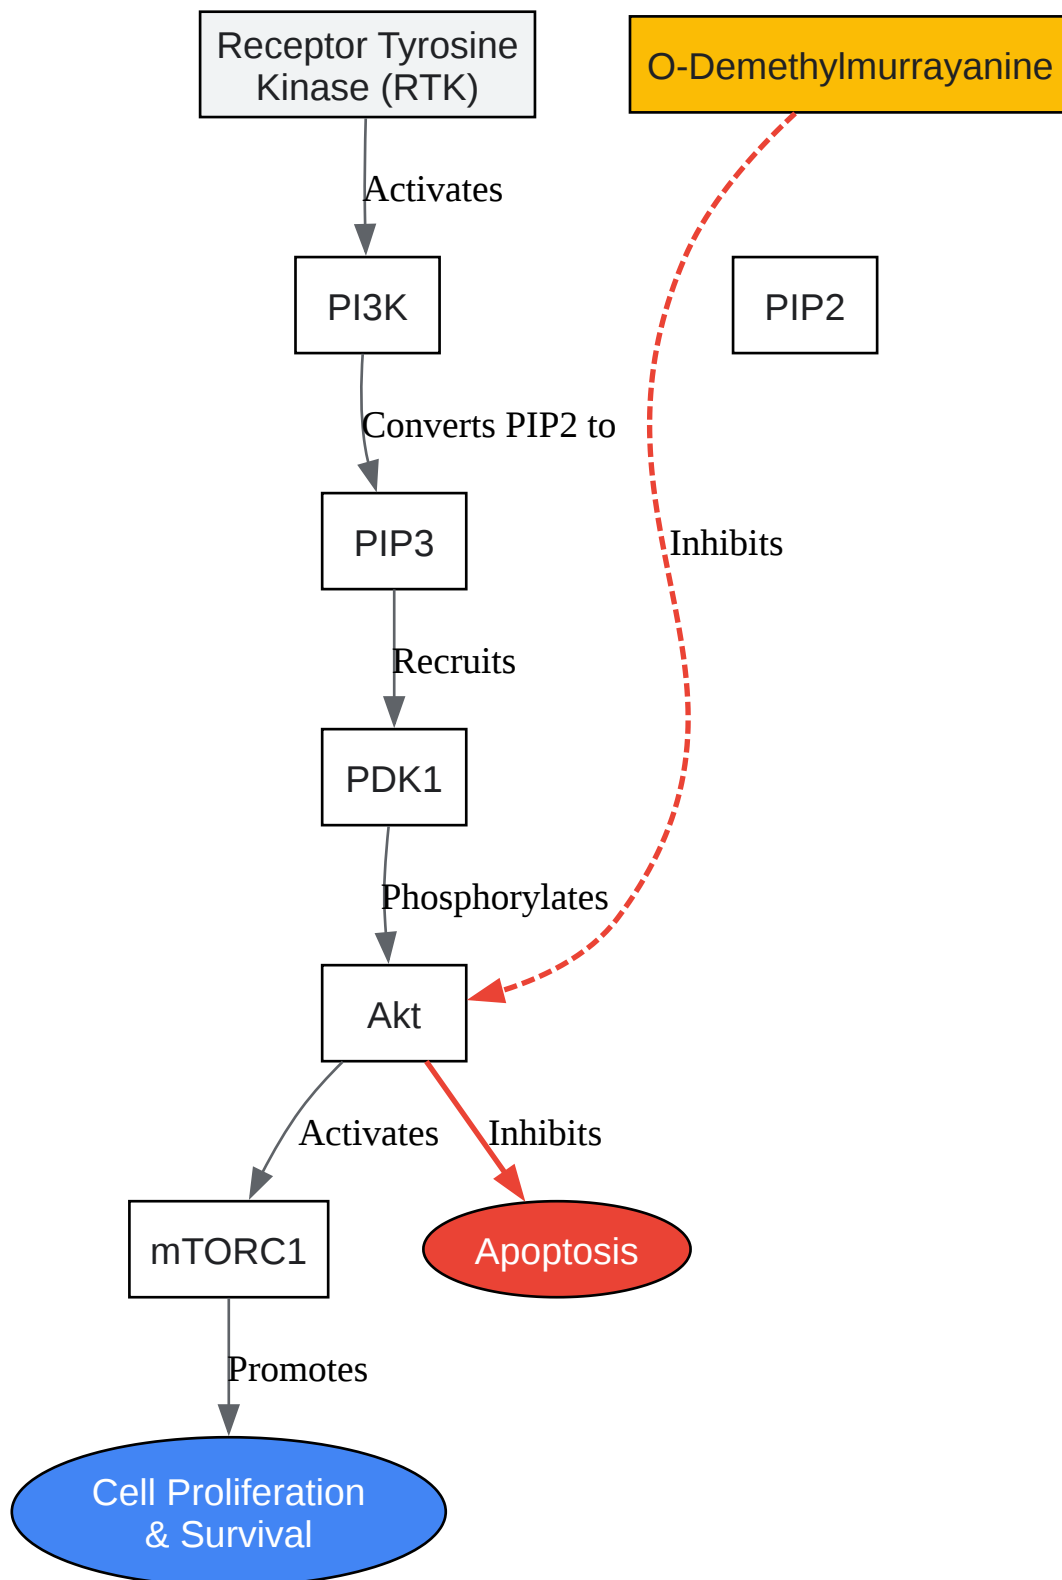 Receptor Tyrosine
Kinase (RTK)
O-Demethylmurrayanine
Activates
PI3K
PIP2
Converts PIP2 to
PIP3
Inhibits
Recruits
PDK1
Phosphorylates
Akt
Activates
Inhibits
mTORC1
Apoptosis
Promotes
Cell Proliferation
& Survival